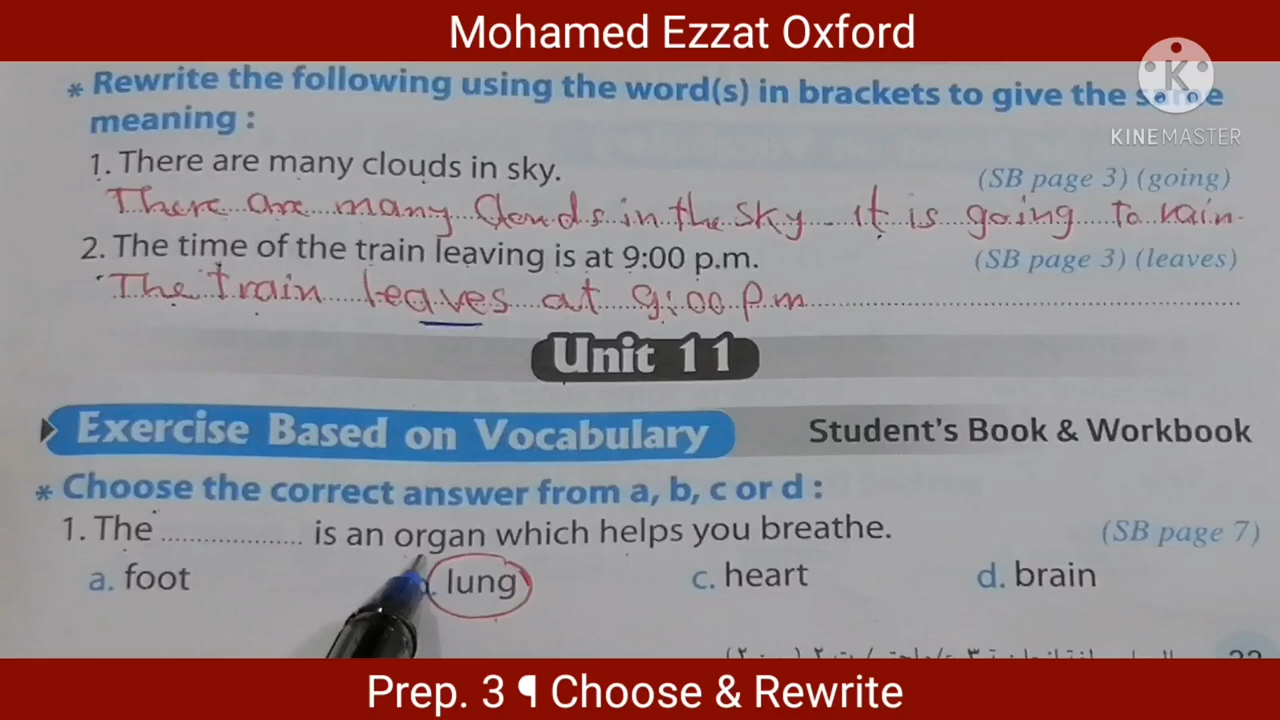 Mohamed Ezzat Oxford
* Rewrite the following using the word(s) in brackets to give the same
meaning :
KINEMASTER
1. There are many clouds in sky.
(SB page 3) (going)
There are many clouds in the sky. It is going to rain.
2. The time of the train leaving is at 9:00 p.m.
(SB page 3) (leaves)
The train leaves at 9:00 p.m
Unit 11
Exercise Based on Vocabulary
Student's Book & Workbook
* Choose the correct answer from a, b, c or d :
1. The .................... is an organ which helps you breathe.
(SB page 7)
a. foot
lung
c. heart
d. brain
Prep. 3 ¶ Choose & Rewrite